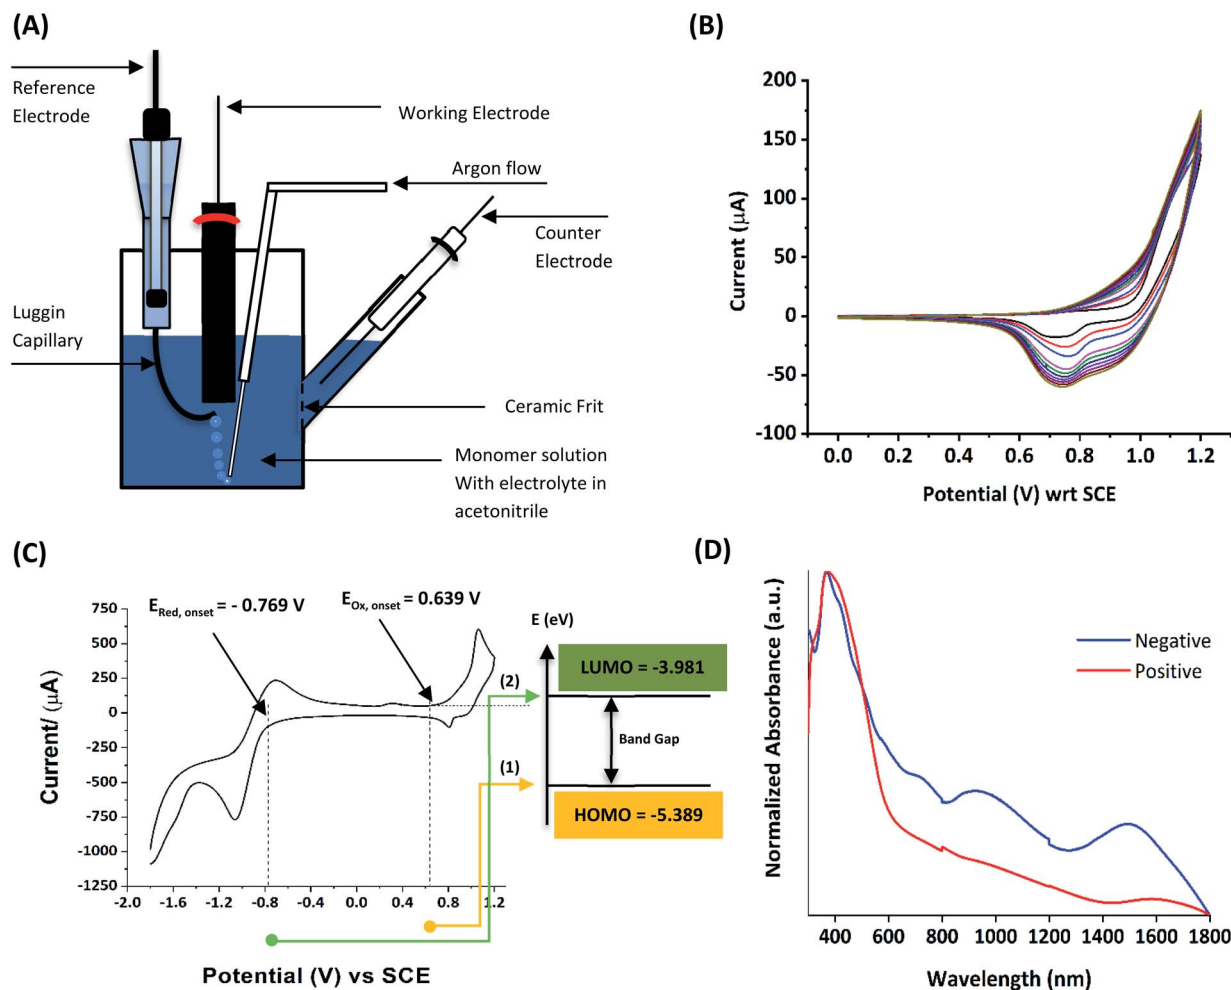 (A)
Reference
Electrode
Working Electrode
Argon flow
Counter
Electrode
Luggin
Capillary
Ceramic Frit
Monomer solution
With electrolyte in
acetonitrile
(B)
200
150
100
50
0
-50
-100
Current (µA)
0.0 0.2 0.4 0.6 0.8 1.0 1.2
Potential (V) wrt SCE
(C)
750
500
250
0
-250
-500
-750
-1000
-1250
Current/ (µA)
E Red, onset = - 0.769 V
E Ox, onset = 0.639 V
-2.0 -1.6 -1.2 -0.8 -0.4 0.0 0.4 0.8 1.2
Potential (V) vs SCE
(2)
(1)
E (eV)
LUMO = -3.981
Band Gap
HOMO = -5.389
(D)
Normalized Absorbance (a.u.)
Negative
Positive
400 600 800 1000 1200 1400 1600 1800
Wavelength (nm)